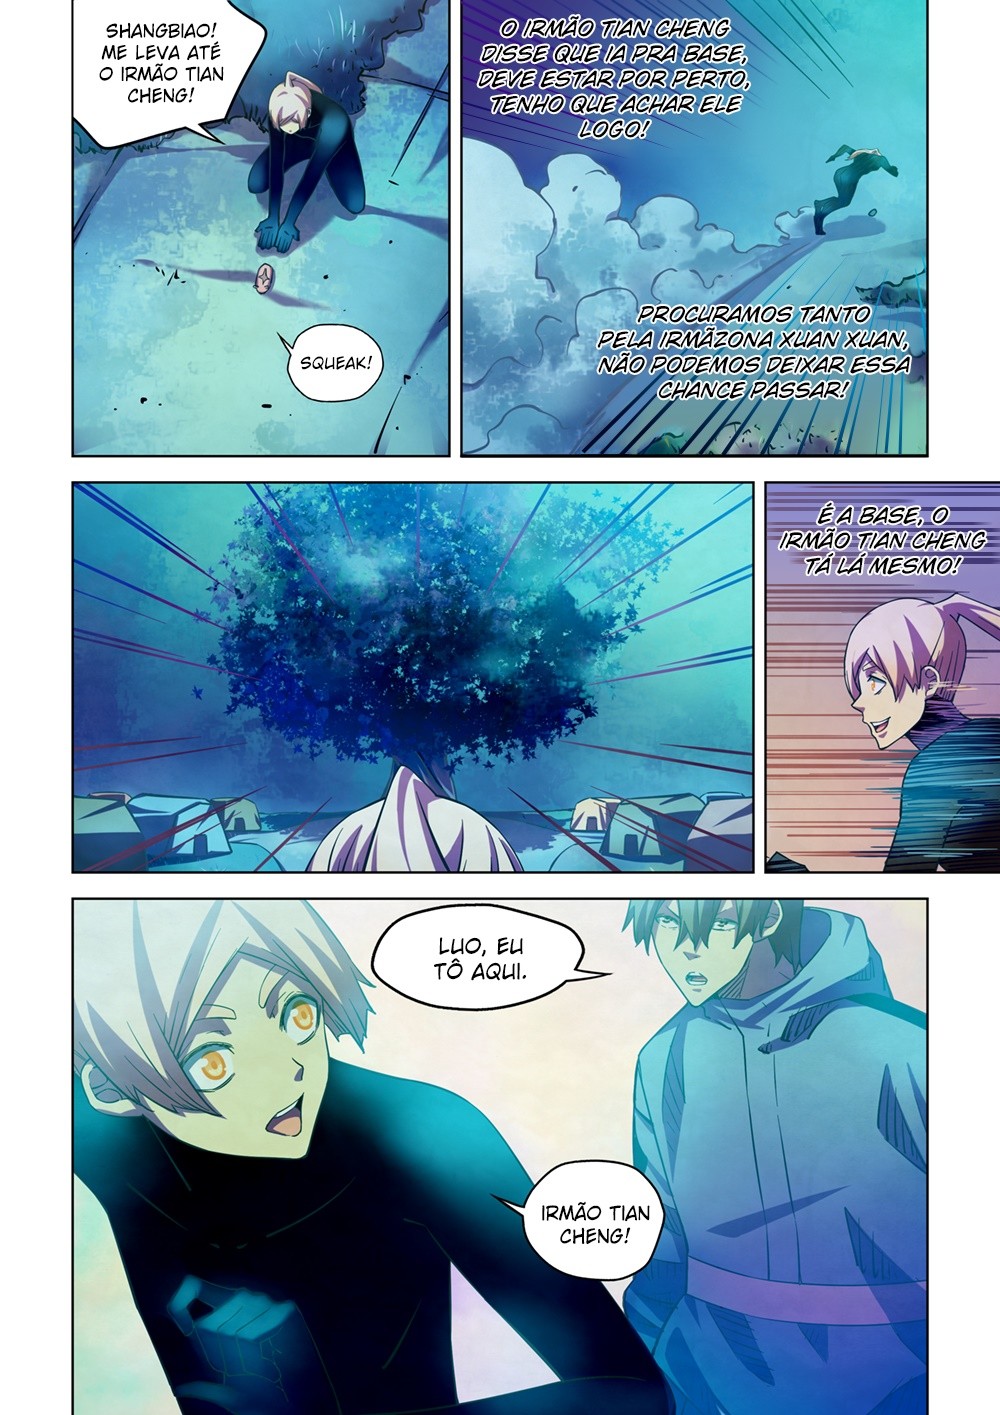 SHANGBIAO!
ME LEVA ATÉ
O IRMÃO TIAN
CHENG!
SQUEAK!
O IRMÃO TIAN CHENG
DISSE QUE IA PRA BASE,
DEVE ESTAR POR PERTO,
TENHO QUE ACHAR ELE
LOGO!
PROCURAMOS TANTO
PELA IRMÃZONA XUAN XUAN,
NÃO PODEMOS DEIXAR ESSA
CHANCE PASSAR!
É A BASE, O
IRMÃO TIAN CHENG
TÁ LÁ MESMO!
LUO, EU
TÔ AQUI.
IRMÃO TIAN
CHENG!